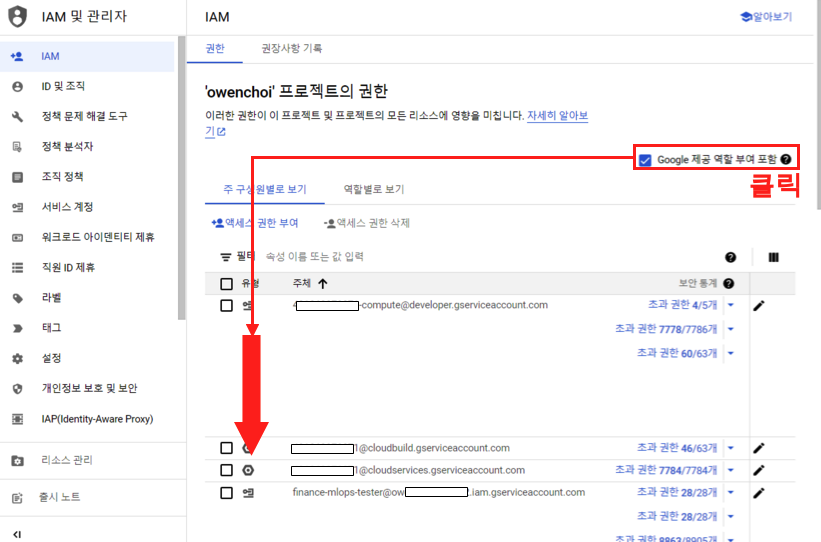 IAM 및 관리자
IAM
ID 및 조직
정책 문제 해결 도구
정책 분석자
조직 정책
서비스 계정
워크로드 아이덴티티 제휴
직원 ID 제휴
라벨
태그
설정
개인정보 보호 및 보안
IAP(Identity-Aware Proxy)
리소스 관리
출시 노트
IAM
알아보기
권한 권장사항 기록
'owenchoi' 프로젝트의 권한
이러한 권한이 이 프로젝트 및 프로젝트의 모든 리소스에 영향을 미칩니다. 자세히 알아보
기
Google 제공 역할 부여 포함
클릭
주 구성원별로 보기 역할별로 보기
액세스 권한 부여 액세스 권한 삭제
필터 속성 이름 또는 값 입력
유형 주체 보안 통계
-compute@developer.gserviceaccount.com 초과 권한 4/5개
초과 권한 7778/7786개
초과 권한 60/63개
1@cloudbuild.gserviceaccount.com 초과 권한 46/63개
1@cloudservices.gserviceaccount.com 초과 권한 7784/7784개
finance-mlops-tester@ow .iam.gserviceaccount.com 초과 권한 28/28개
초과 권한 28/28개
초과 권한 8863/8905개